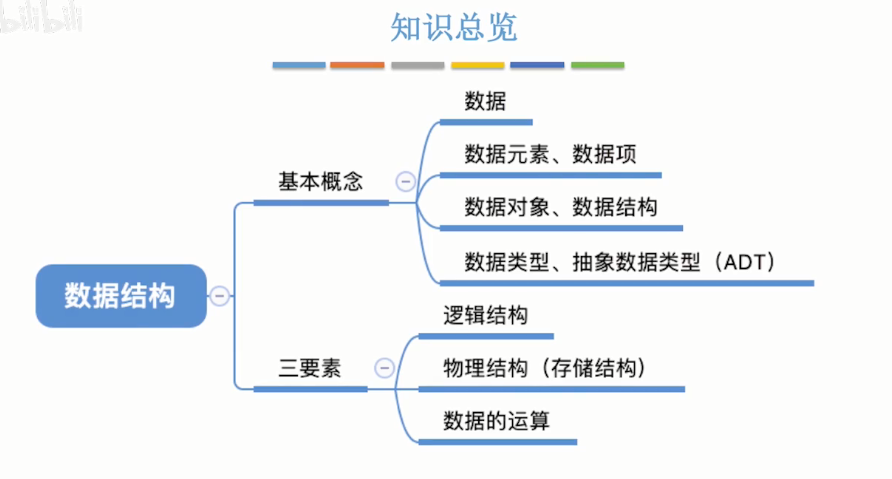 bilibili
知识总览
数据
数据元素、数据项
基本概念
数据对象、数据结构
数据类型、抽象数据类型（ADT）
数据结构
逻辑结构
三要素
物理结构（存储结构）
数据的运算